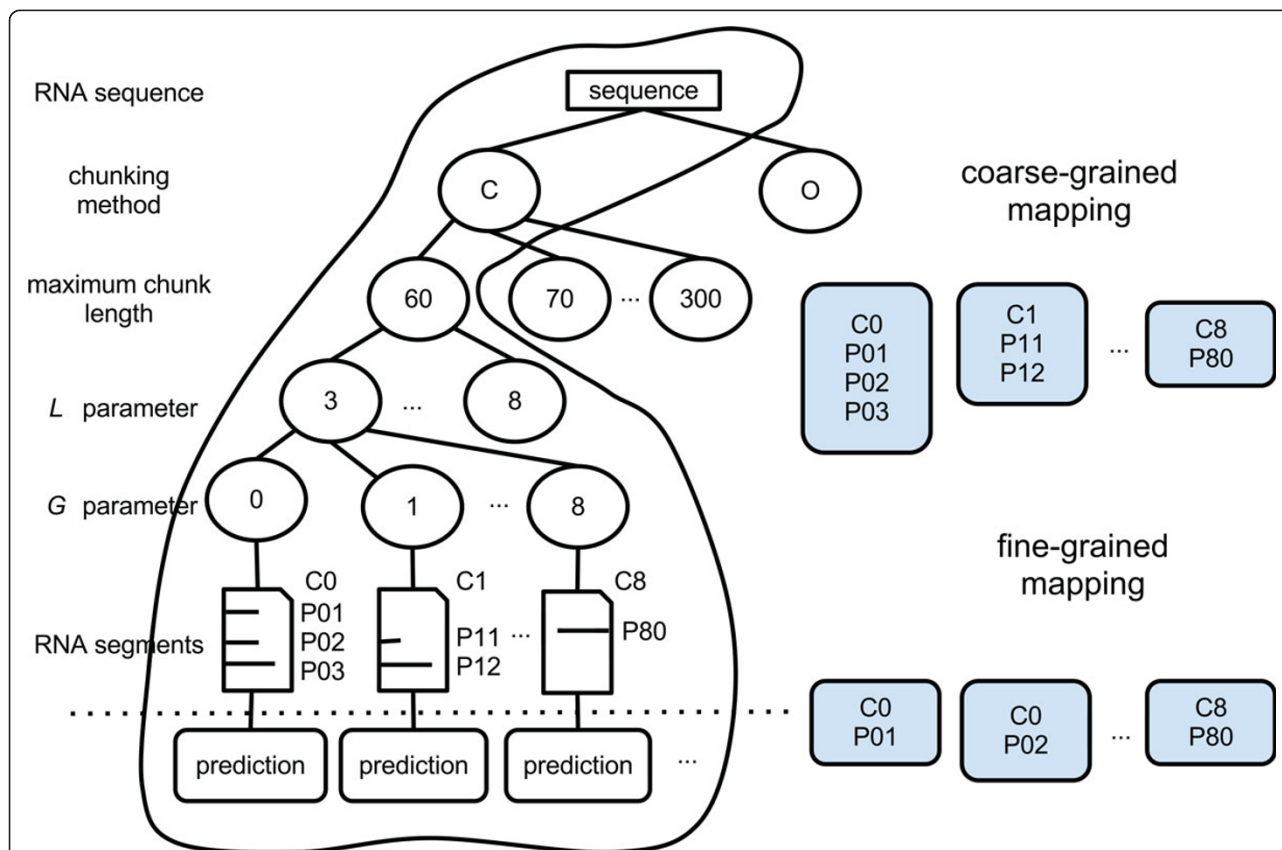 RNA sequence
sequence
chunking
method
C
O
coarse-grained
mapping
maximum chunk
length
60
70
...
300
C0
P01
P02
P03
C1
P11
P12
...
C8
P80
L parameter
3
...
8
G parameter
0
1
...
8
fine-grained
mapping
RNA segments
C0
P01
P02
P03
C1
P11
P12
...
C8
P80
C0
P01
C0
P02
...
C8
P80
prediction
prediction
prediction
...